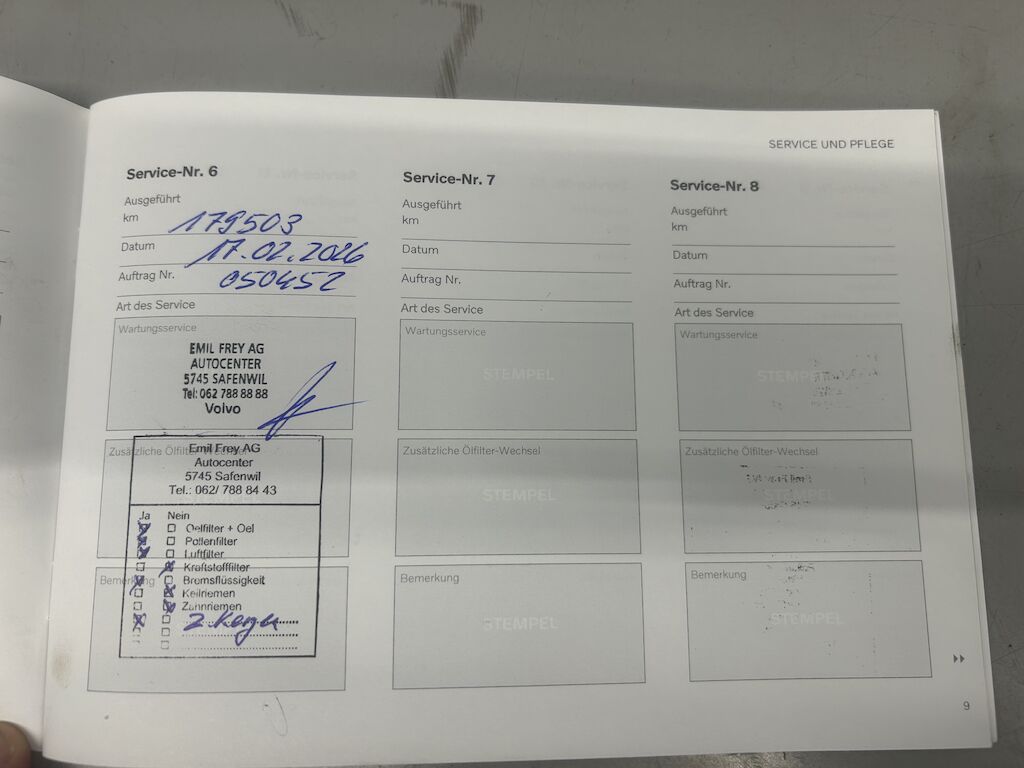 SERVICE UND PFLEGE
Service-Nr. 6
Ausgeführt
km 179503
Datum 17.02.2026
Auftrag Nr. 050452
Art des Service
Wartungsservice
EMIL FREY AG
AUTOCENTER
5745 SAFENWIL
Tel: 062 788 88 88
Volvo
Zusätzliche Ölfilter-Wechsel
Emil Frey AG
Autocenter
5745 Safenwil
Tel.: 062/ 788 84 43
Ja Nein
Oelfilter + Oel
Pollenfilter
Luftfilter
Kraftstofffilter
Bremsflüssigkeit
Keilriemen
Zahnriemen
Bemerkung
Service-Nr. 7
Ausgeführt
km
Datum
Auftrag Nr.
Art des Service
Wartungsservice
STEMPEL
Zusätzliche Ölfilter-Wechsel
STEMPEL
Bemerkung
STEMPEL
Service-Nr. 8
Ausgeführt
km
Datum
Auftrag Nr.
Art des Service
Wartungsservice
STEMPEL
Zusätzliche Ölfilter-Wechsel
STEMPEL
Bemerkung
STEMPEL
9